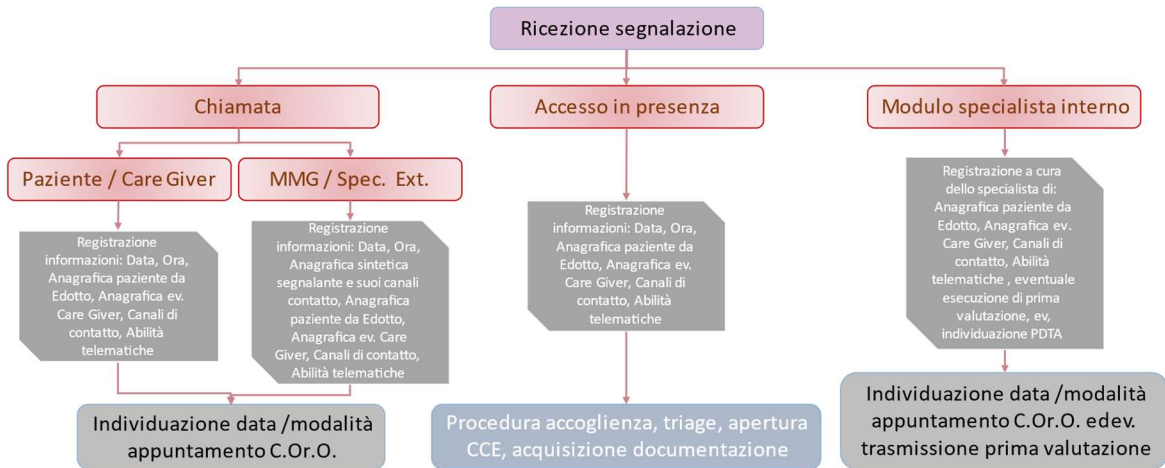 Ricezione segnalazione
Chiamata
Accesso in presenza
Modulo specialista interno
Paziente / Care Giver
MMG / Spec. Ext.
Registrazione
informazioni: Data, Ora,
Anagrafica paziente da
Edotto, Anagrafica ev.
Care Giver, Canali di
contatto, Abilità
telematiche
Registrazione
informazioni: Data, Ora,
Anagrafica sintetica
segnalante e suoi canali
contatto, Anagrafica
paziente da Edotto,
Anagrafica ev. Care
Giver, Canali di contatto,
Abilità telematiche
Registrazione
informazioni: Data, Ora,
Anagrafica paziente da
Edotto, Anagrafica ev.
Care Giver, Canali di
contatto, Abilità
telematiche
Registrazione a cura
dello specialista di:
Anagrafica paziente da
Edotto, Anagrafica ev.
Care Giver, Canali di
contatto, Abilità
telematiche , eventuale
esecuzione di prima
valutazione, ev,
individuazione PDTA
Individuazione data /modalità
appuntamento C.Or.O.
Procedura accoglienza, triage, apertura
CCE, acquisizione documentazione
Individuazione data /modalità
appuntamento C.Or.O. edev.
trasmissione prima valutazione